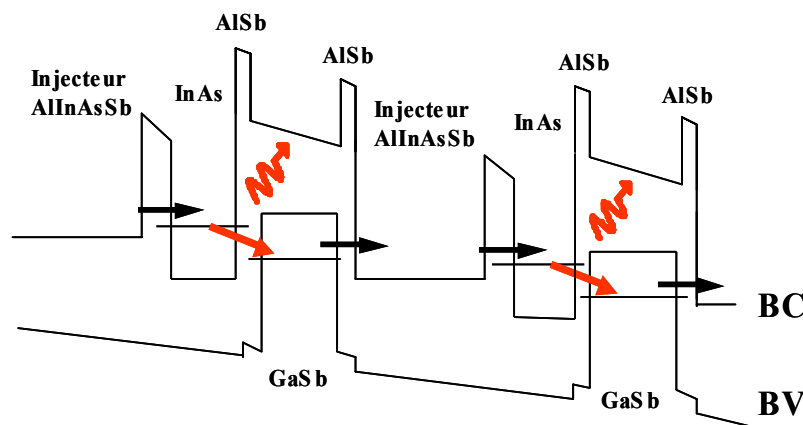 AlSb
AlSb
Injecteur
AlInAsSb
InAs
GaSb
AlSb
AlSb
Injecteur
AlInAsSb
InAs
GaSb
BC
BV